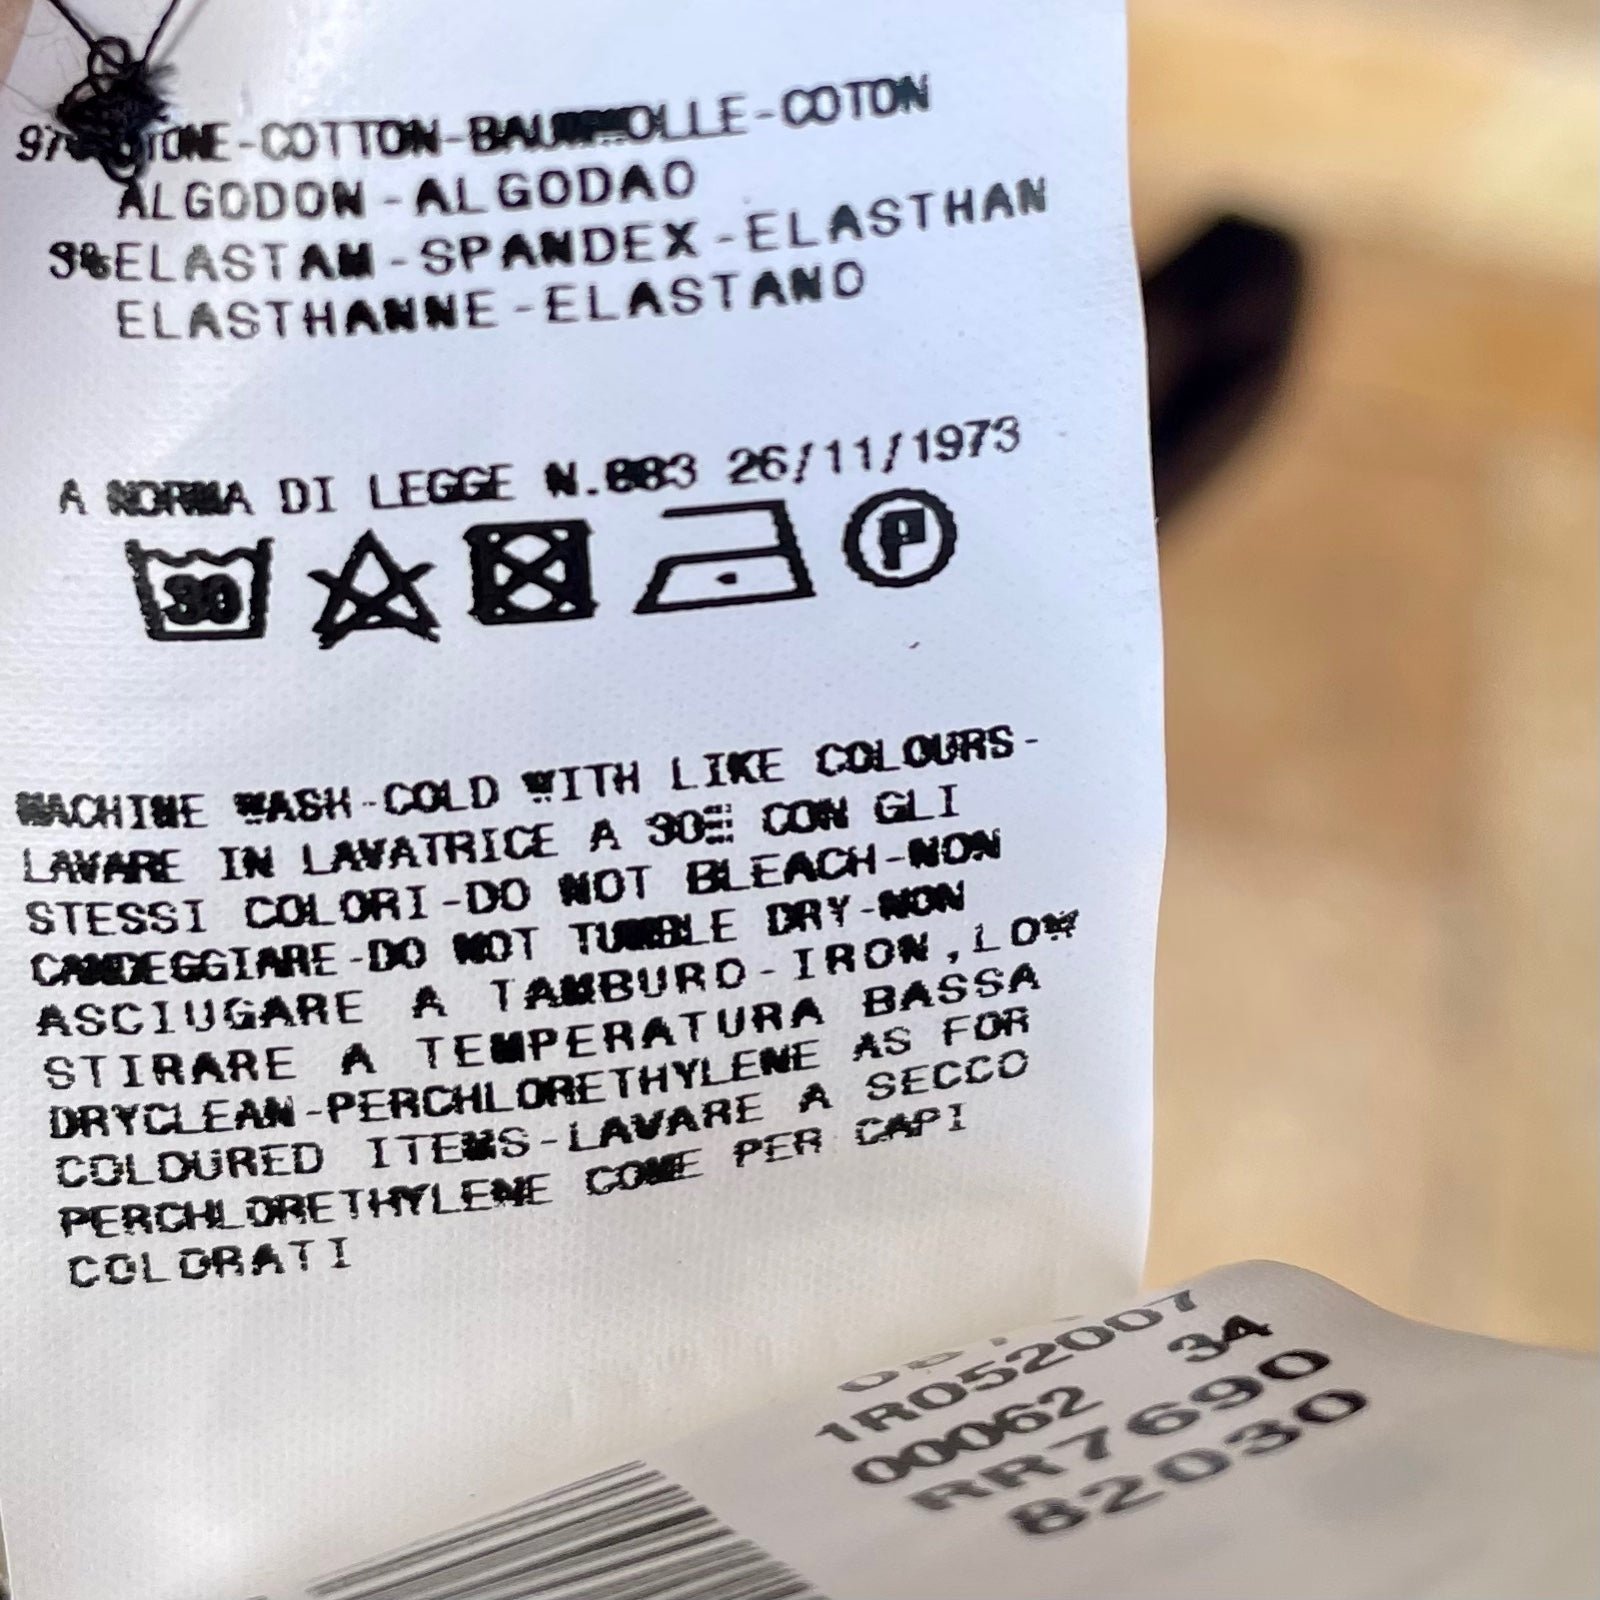 97 TONE-COTTON-BAUMWOLLE-COTON
ALGODON-ALGODAO
3%ELASTAM-SPANDEX-ELASTHAN
ELASTHANNE-ELASTANO
A NORMA DI LEGGE N.883 26/11/1973
30 P
MACHINE WASH-COLD WITH LIKE COLOURS-
LAVARE IN LAVATRICE A 30 CON GLI
STESSI COLORI-DO NOT BLEACH-NON
CANDEGGIARE-DO NOT TUMBLE DRY-NON
ASCIUGARE A TAMBURO-IRON,LOW
STIRARE A TEMPERATURA BASSA
DRYCLEAN-PERCHLORETHYLENE AS FOR
COLOURED ITEMS-LAVARE A SECCO
PERCHLORETHYLENE COME PER CAPI
COLORATI
1R052007
00062 34
RR7690
82030